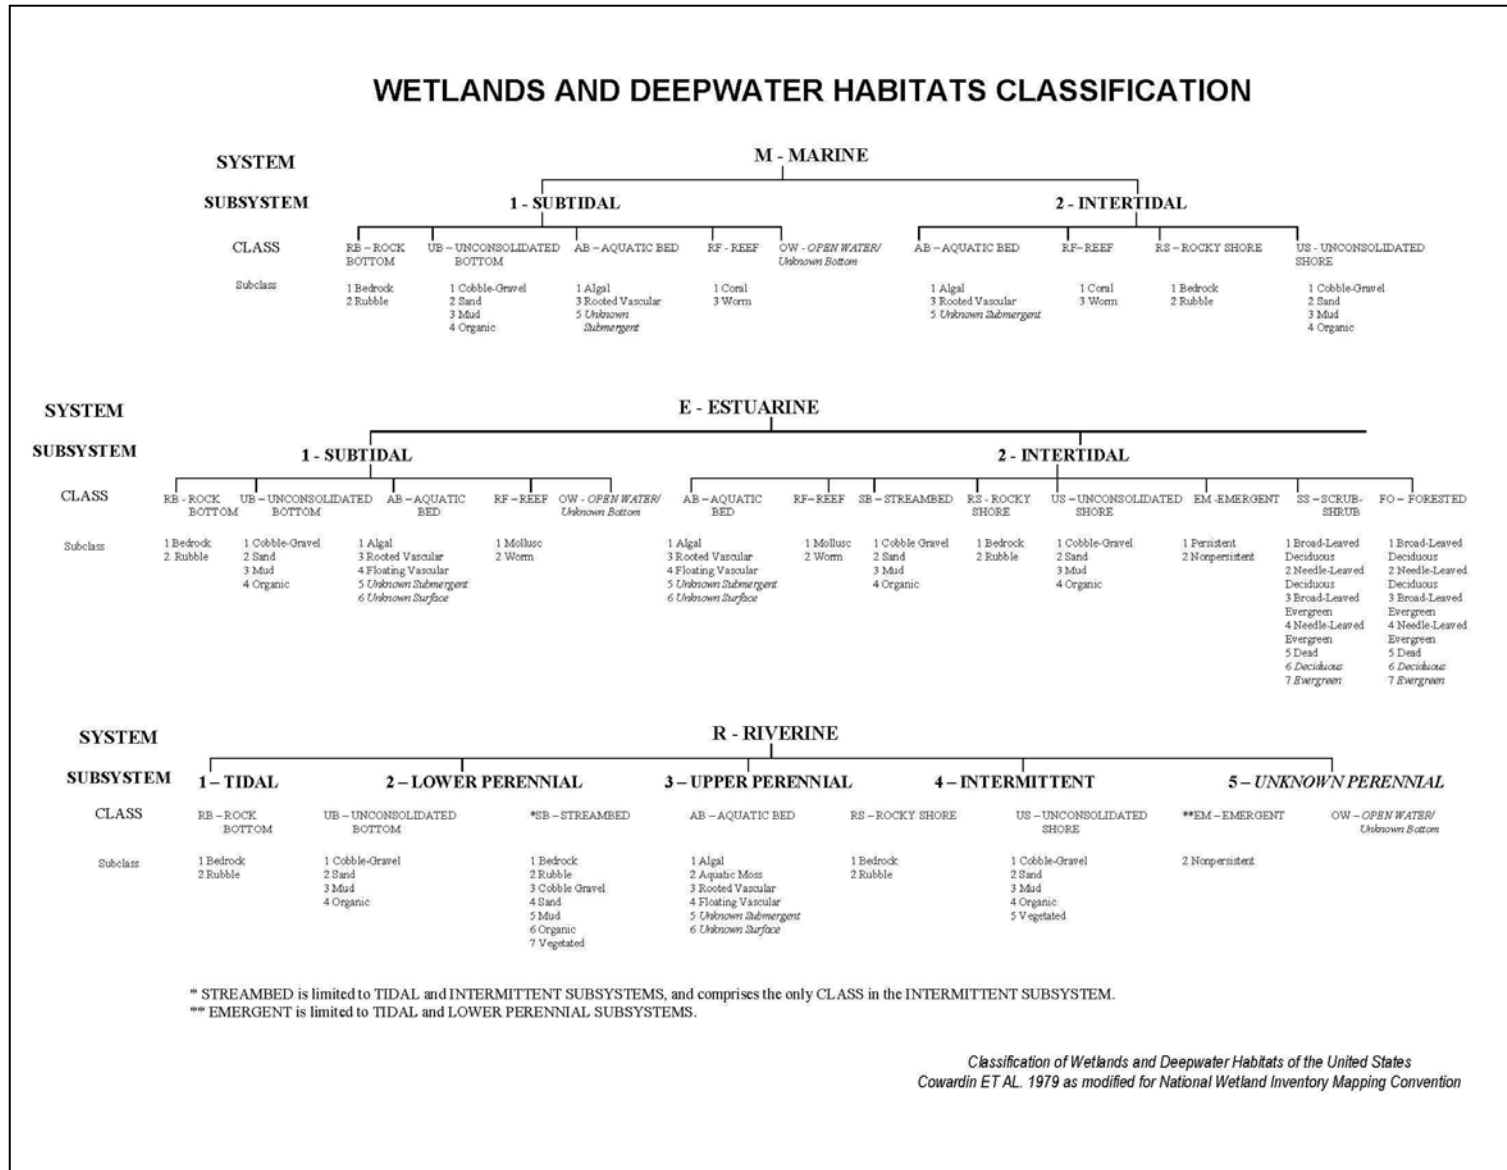 WETLANDS AND DEEPWATER HABITATS CLASSIFICATION
SYSTEM
M - MARINE
SUBSYSTEM
1 - SUBTIDAL
2 - INTERTIDAL
CLASS
RB – ROCK
BOTTOM
UB – UNCONSOLIDATED
BOTTOM
AB – AQUATIC BED
RF - REEF
OW - OPEN WATER/
Unknown Bottom
AB – AQUATIC BED
RF– REEF
RS – ROCKY SHORE
US - UNCONSOLIDATED
SHORE
Subclass
1 Bedrock
2 Rubble
1 Cobble-Gravel
2 Sand
3 Mud
4 Organic
1 Algal
3 Rooted Vascular
5 Unknown
Submergent
1 Coral
3 Worm
1 Algal
3 Rooted Vascular
5 Unknown Submergent
1 Coral
3 Worm
1 Bedrock
2 Rubble
1 Cobble-Gravel
2 Sand
3 Mud
4 Organic
SYSTEM
E - ESTUARINE
SUBSYSTEM
1 - SUBTIDAL
2 - INTERTIDAL
CLASS
RB - ROCK
BOTTOM
UB – UNCONSOLIDATED
BOTTOM
AB – AQUATIC
BED
RF – REEF
OW - OPEN WATER/
Unknown Bottom
AB – AQUATIC
BED
RF– REEF
SB – STREAMBED
RS - ROCKY
SHORE
US – UNCONSOLIDATED
SHORE
EM -EMERGENT
SS – SCRUB-
SHRUB
FO – FORESTED
Subclass
1 Bedrock
2. Rubble
1 Cobble-Gravel
2 Sand
3 Mud
4 Organic
1 Algal
3 Rooted Vascular
4 Floating Vascular
5 Unknown Submergent
6 Unknown Surface
1 Mollusc
2 Worm
1 Algal
3 Rooted Vascular
4 Floating Vascular
5 Unknown Submergent
6 Unknown Surface
1 Mollusc
2 Worm
1 Cobble Gravel
2 Sand
3 Mud
4 Organic
1 Bedrock
2 Rubble
1 Cobble-Gravel
2 Sand
3 Mud
4 Organic
1 Persistent
2 Nonpersistent
1 Broad-Leaved
Deciduous
2 Needle-Leaved
Deciduous
3 Broad-Leaved
Evergreen
4 Needle-Leaved
Evergreen
5 Dead
6 Deciduous
7 Evergreen
1 Broad-Leaved
Deciduous
2 Needle-Leaved
Deciduous
3 Broad-Leaved
Evergreen
4 Needle-Leaved
Evergreen
5 Dead
6 Deciduous
7 Evergreen
SYSTEM
R - RIVERINE
SUBSYSTEM
1 – TIDAL
2 – LOWER PERENNIAL
3 – UPPER PERENNIAL
4 – INTERMITTENT
5 – UNKNOWN PERENNIAL
CLASS
RB – ROCK
BOTTOM
UB – UNCONSOLIDATED
BOTTOM
*SB – STREAMBED
AB – AQUATIC BED
RS – ROCKY SHORE
US – UNCONSOLIDATED
SHORE
**EM – EMERGENT
OW – OPEN WATER/
Unknown Bottom
Subclass
1 Bedrock
2 Rubble
1 Cobble-Gravel
2 Sand
3 Mud
4 Organic
1 Bedrock
2 Rubble
3 Cobble Gravel
4 Sand
5 Mud
6 Organic
7 Vegetated
1 Algal
2 Aquatic Moss
3 Rooted Vascular
4 Floating Vascular
5 Unknown Submergent
6 Unknown Surface
1 Bedrock
2 Rubble
1 Cobble-Gravel
2 Sand
3 Mud
4 Organic
5 Vegetated
2 Nonpersistent
* STREAMBED is limited to TIDAL and INTERMITTENT SUBSYSTEMS, and comprises the only CLASS in the INTERMITTENT SUBSYSTEM.
** EMERGENT is limited to TIDAL and LOWER PERENNIAL SUBSYSTEMS.
Classification of Wetlands and Deepwater Habitats of the United States
Cowardin ET AL. 1979 as modified for National Wetland Inventory Mapping Convention